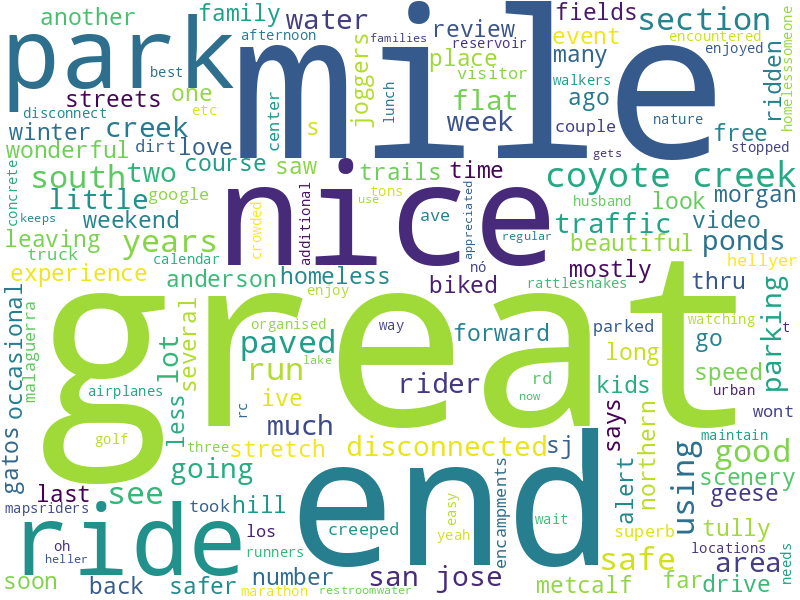 another
family
water
afternoon
families
review
reservoir
fields
event
section
encountered
enjoyed
park
mile
best
streets
one
disconnect
etc
center
joggers
lunch
place
visitor
flat
many
walkers
ago
couple
ridden
homelesssomeone
nature
free
stopped
winter
creek
dirt
love
s
week
gets
wonderful
course
saw
trails
time
two
south
concrete
google
little
weekend
keeps
crowded
additional
nice
tons
use
ave
appreciated
regular
nó
coyote creek
husband
look
morgan
traffic
video
beautiful
ponds
leaving
years
truck
calendar
experience
anderson
homeless
biked
mostly
rattlesnakes
hellyer
thru
gatos
occasional
malaguerra
lot
several
less
airplanes
enjoy
organised
paved
run
ive
much
great
way
forward
rider
parked
long
kids
watching
go
speed
urban
parking
t
wont
rc
lake
rd
now
golf
three
stretch
disconnected
sj
says
alert
northern
using
maintain
good
scenery
geese
last
see
going
hill
mapsriders
took
los
oh
heller
ride
runners
end
creeped
easy
yeah
encampments
wait
superb
safe
tully
locations
area
needs
soon
back
safer
number
marathon
san jose
restroomwater
metcalf
far
drive